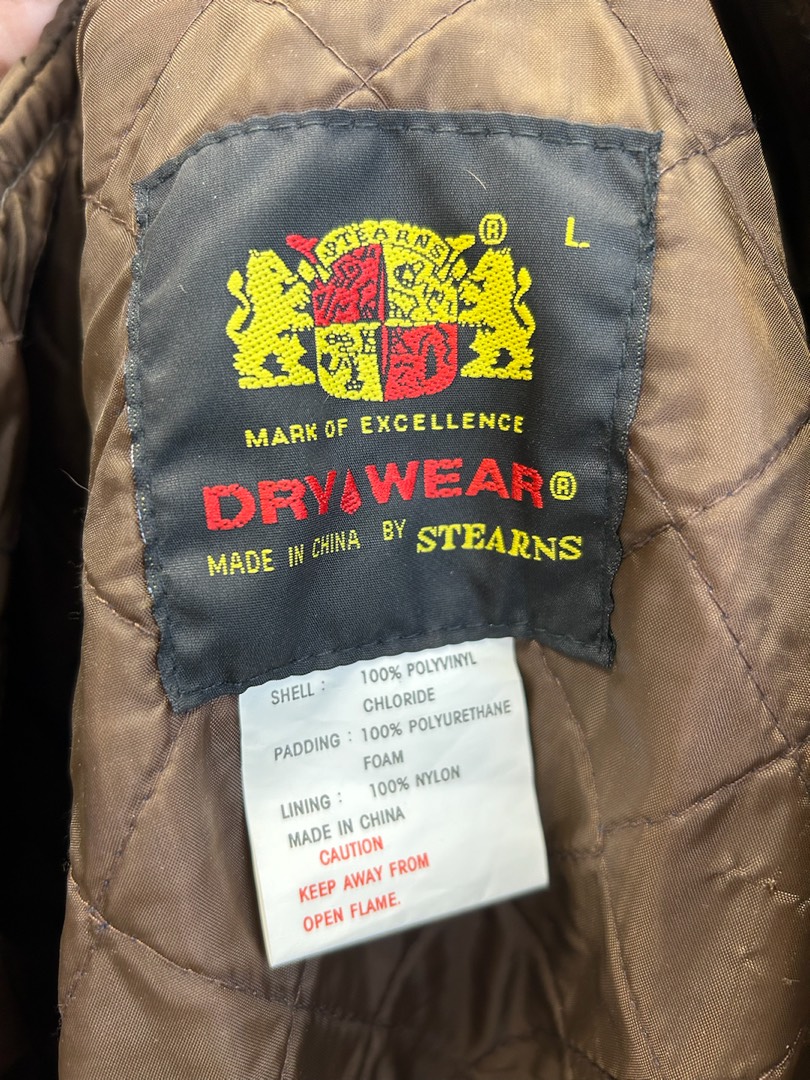 STEARNS
® L
MARK OF EXCELLENCE
DRY WEAR®
MADE IN CHINA BY STEARNS
SHELL : 100% POLYVINYL
CHLORIDE
PADDING : 100% POLYURETHANE
FOAM
LINING : 100% NYLON
MADE IN CHINA
CAUTION
KEEP AWAY FROM
OPEN FLAME.